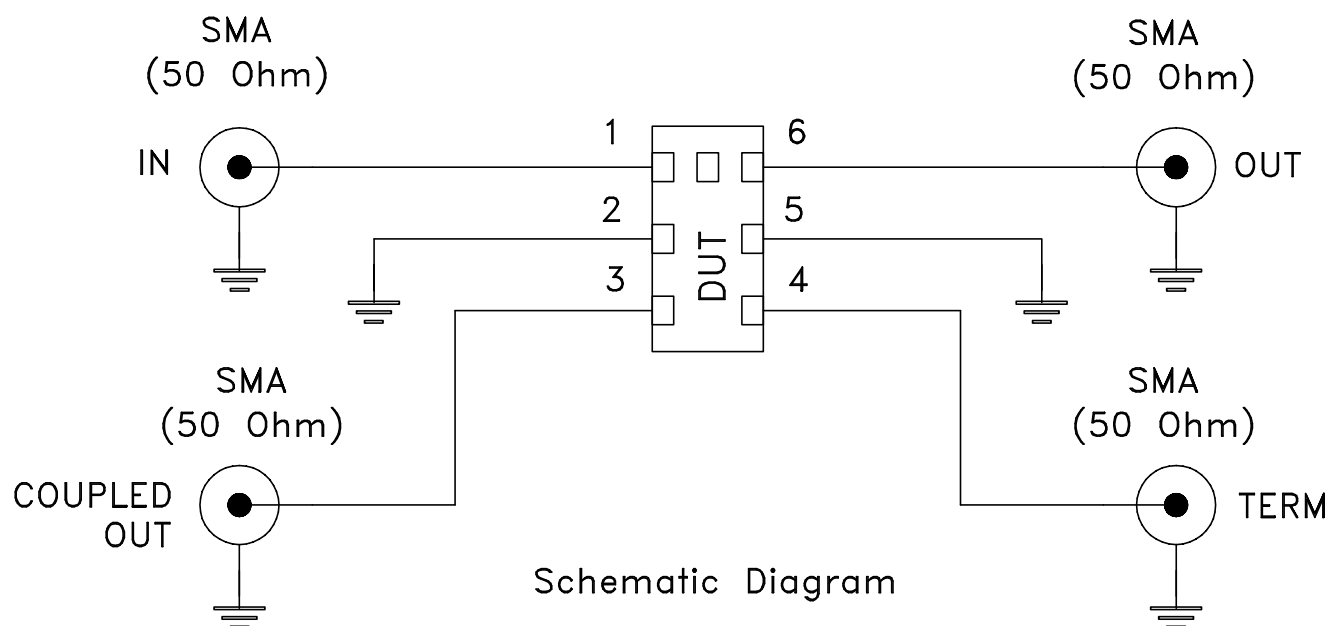 SMA
(50 Ohm)
SMA
(50 Ohm)
IN
1
6
OUT
2
5
DUT
3
4
SMA
(50 Ohm)
SMA
(50 Ohm)
COUPLED
OUT
TERM
Schematic Diagram